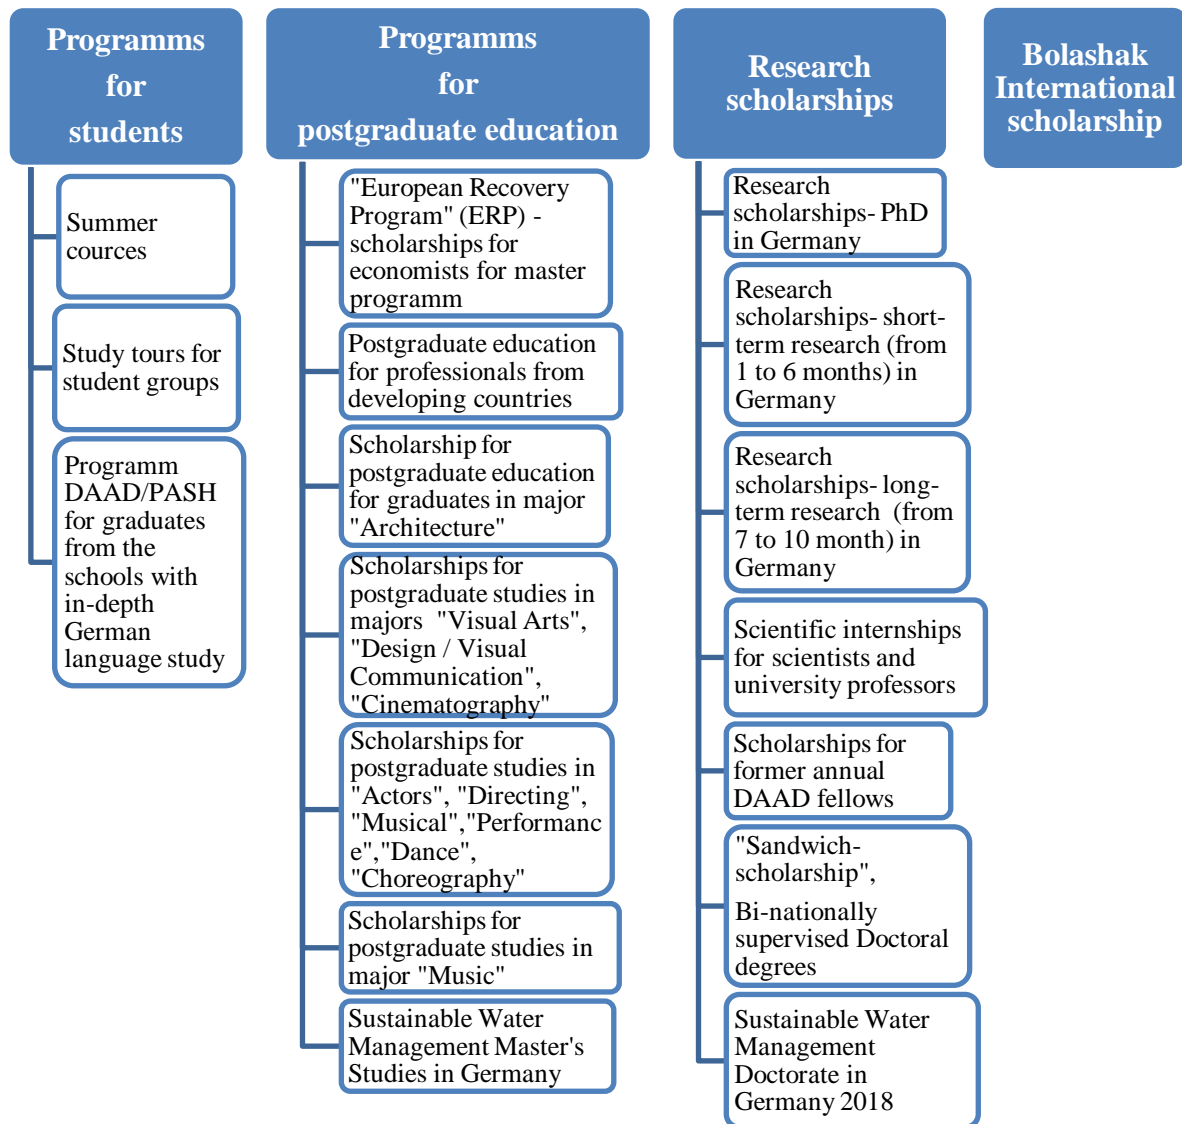 Programms
for
students
Summer
cources
Study tours for
student groups
Programm
DAAD/PASH
for graduates
from the
schools with
in-depth
German
language study
Programms
for
postgraduate education
"European Recovery
Program" (ERP) -
scholarships for
economists for master
programm
Postgraduate education
for professionals from
developing countries
Scholarship for
postgraduate education
for graduates in major
"Architecture"
Scholarships for
postgraduate studies in
majors "Visual Arts",
"Design / Visual
Communication",
"Cinematography"
Scholarships for
postgraduate studies in
"Actors", "Directing",
"Musical","Performanc
e","Dance",
"Choreography"
Scholarships for
postgraduate studies in
major "Music"
Sustainable Water
Management Master's
Studies in Germany
Research
scholarships
Research
scholarships- PhD
in Germany
Research
scholarships- short-
term research (from
1 to 6 months) in
Germany
Research
scholarships- long-
term research (from
7 to 10 month) in
Germany
Scientific internships
for scientists and
university professors
Scholarships for
former annual
DAAD fellows
"Sandwich-
scholarship",
Bi-nationally
supervised Doctoral
degrees
Sustainable Water
Management
Doctorate in
Germany 2018
Bolashak
International
scholarship